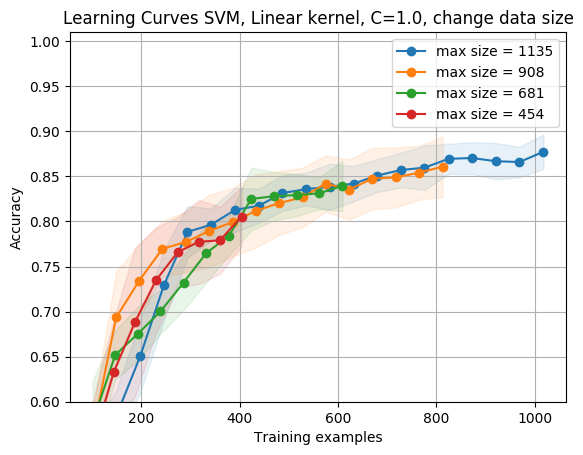 Learning Curves SVM, Linear kernel, C=1.0, change data size
1.00
0.95
0.90
0.85
0.80
0.75
0.70
0.65
0.60
Accuracy
max size = 1135
max size = 908
max size = 681
max size = 454
200
400
600
800
1000
Training examples